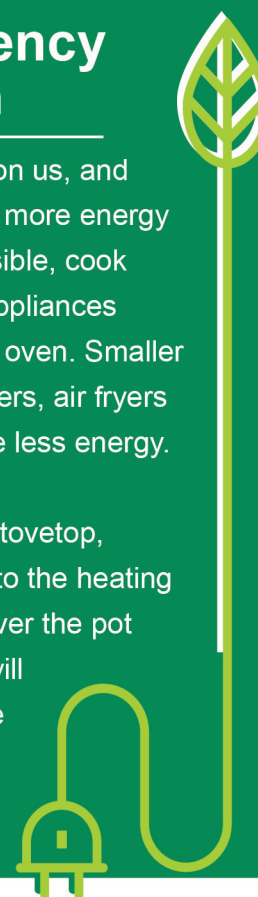 ency
n
on us, and
more energy
sible, cook
ppliances
oven. Smaller
ers, air fryers
e less energy.
tovetop,
to the heating
ver the pot
will
e